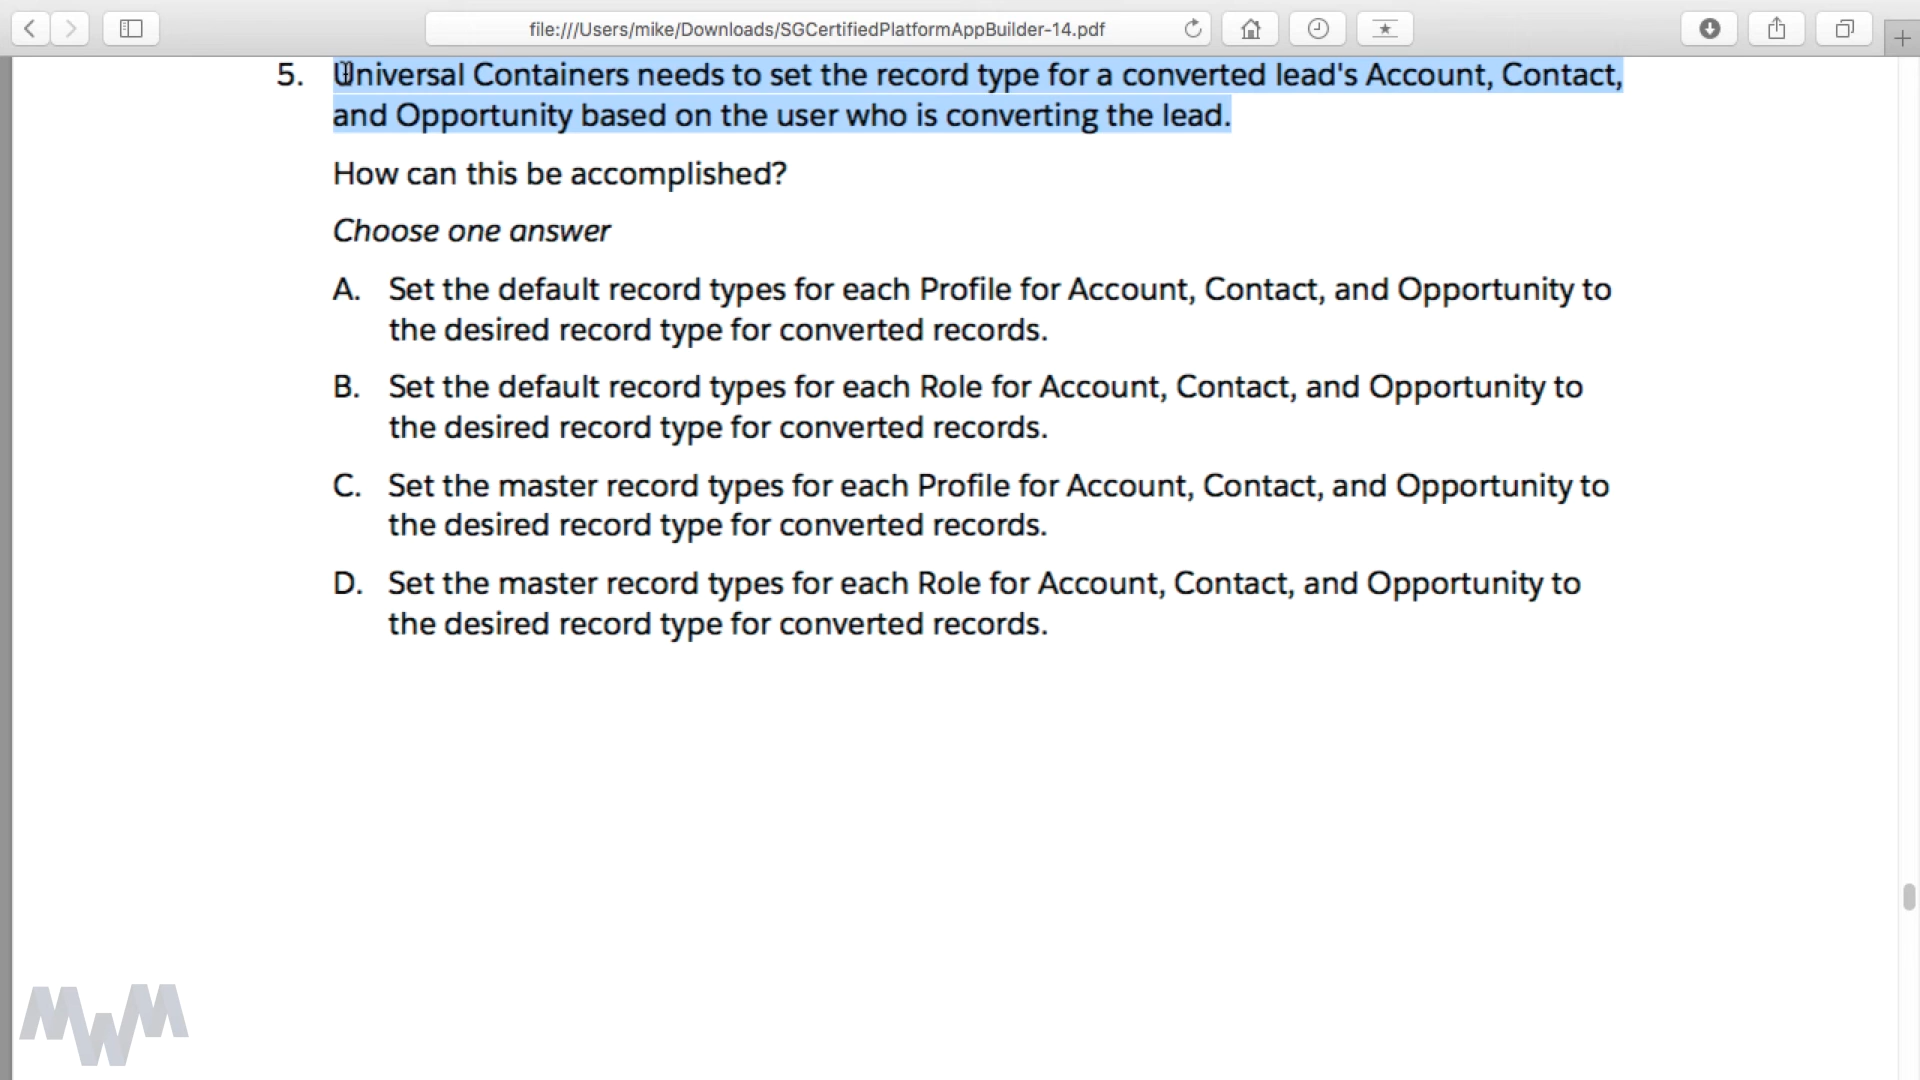 file:///Users/mike/Downloads/SGCertifiedPlatformAppBuilder-14.pdf
5. Universal Containers needs to set the record type for a converted lead's Account, Contact,
and Opportunity based on the user who is converting the lead.
How can this be accomplished?
Choose one answer
A. Set the default record types for each Profile for Account, Contact, and Opportunity to
the desired record type for converted records.
B. Set the default record types for each Role for Account, Contact, and Opportunity to
the desired record type for converted records.
C. Set the master record types for each Profile for Account, Contact, and Opportunity to
the desired record type for converted records.
D. Set the master record types for each Role for Account, Contact, and Opportunity to
the desired record type for converted records.
MWM